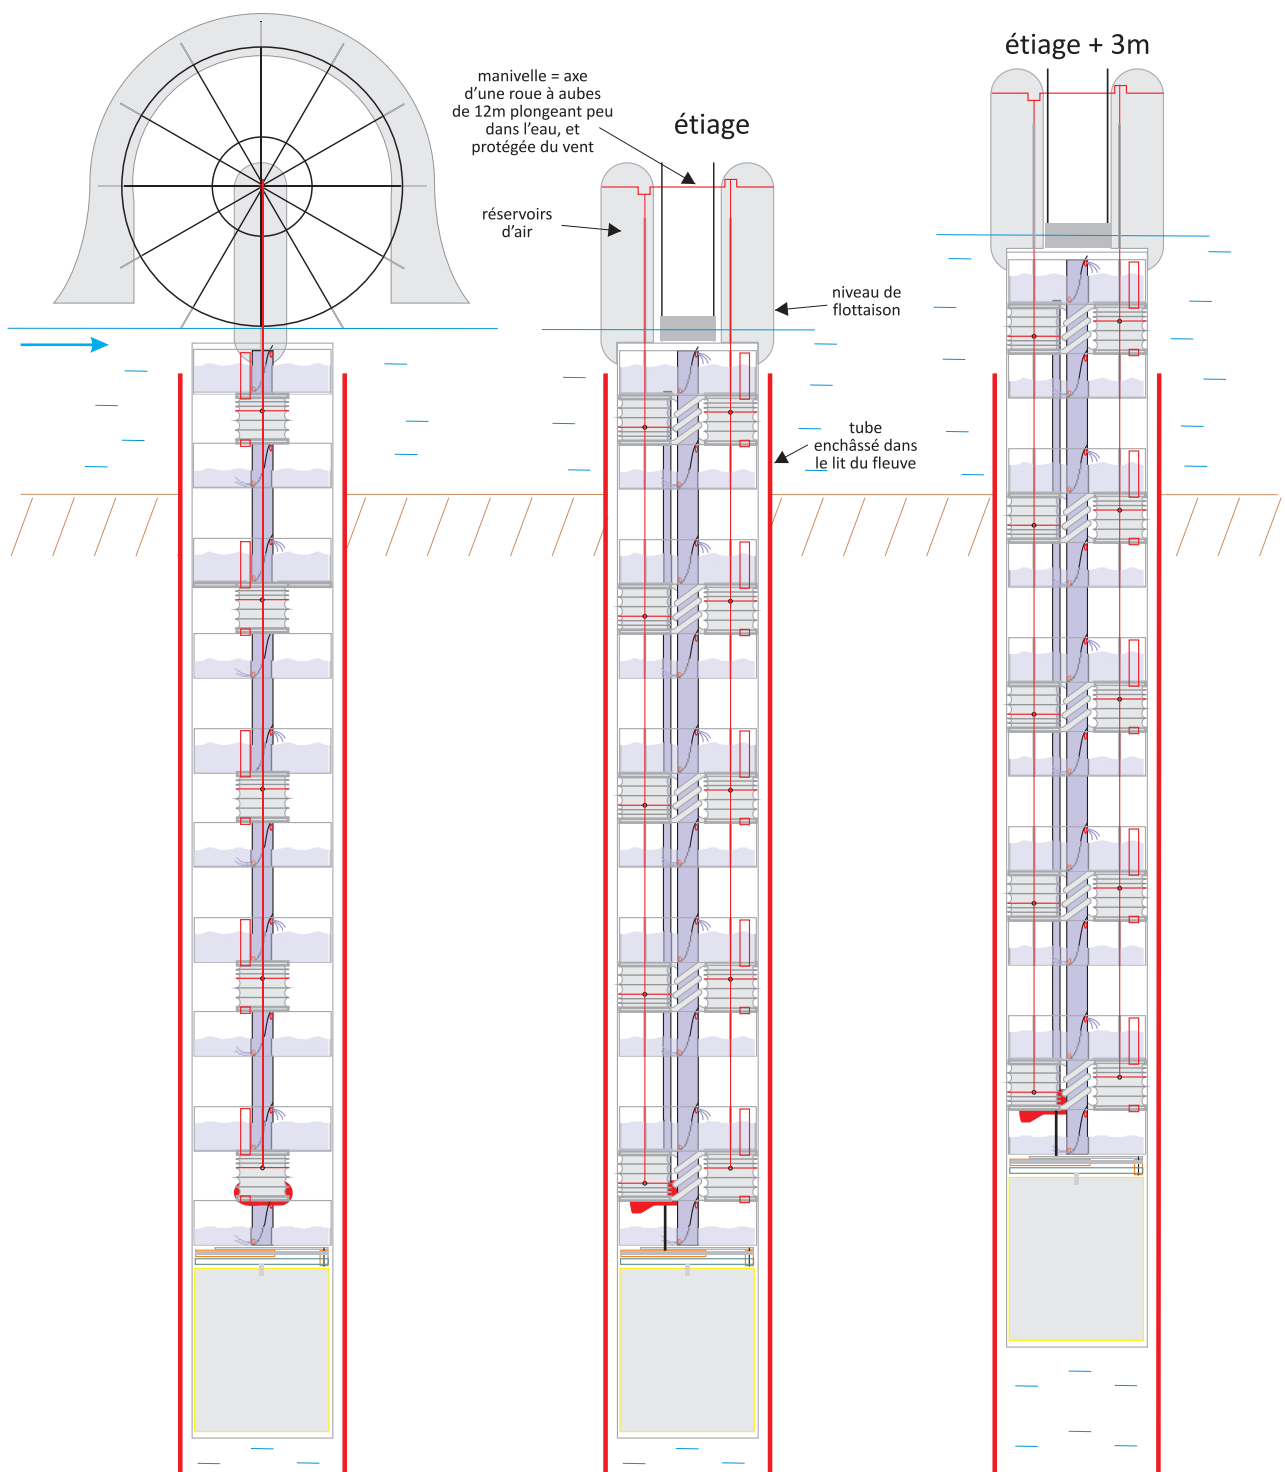 manivelle = axe
d'une roue à aubes
de 12m plongeant peu
dans l'eau, et
protégée du vent
étiage
étiage + 3m
réservoirs
d'air
niveau de
flottaison
tube
enchâssé dans
le lit du fleuve